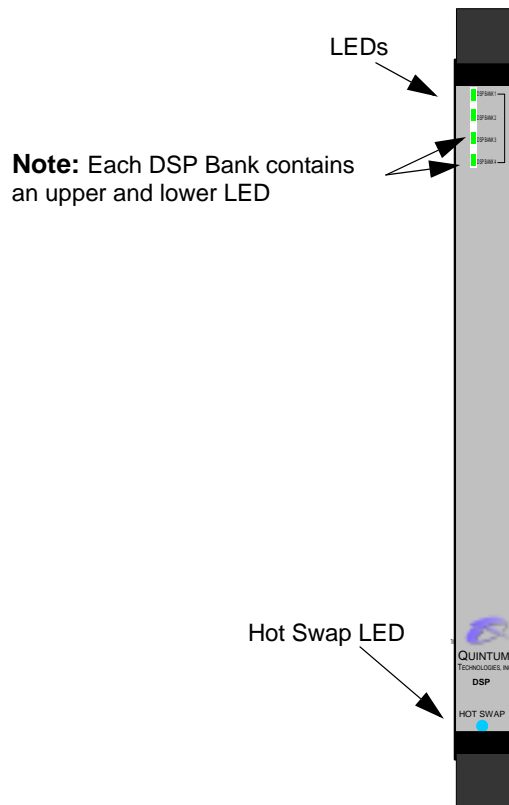 LEDs
DSP BANK 1
DSP BANK 2
DSP BANK 3
DSP BANK 4
Note: Each DSP Bank contains
an upper and lower LED
Hot Swap LED
QUINTUM
TECHNOLOGIES, IN
DSP
HOT SWAP